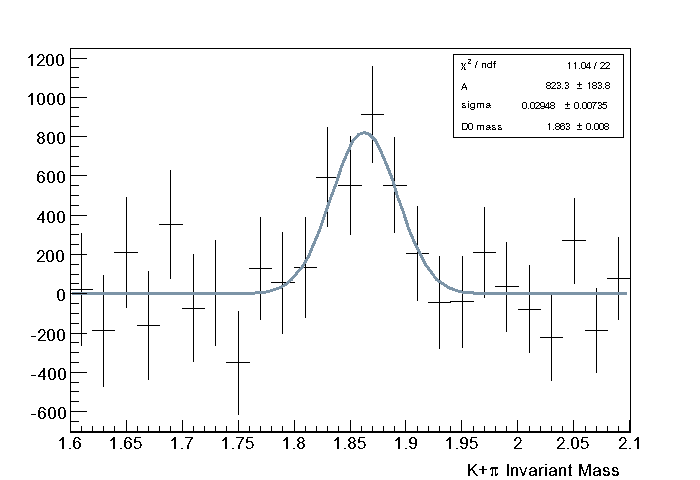 1200
1000
800
600
400
200
0
-200
-400
-600
χ² / ndf 11.04 / 22
A 823.3 ± 183.8
sigma 0.02948 ± 0.00735
D0 mass 1.863 ± 0.008
1.6 1.65 1.7 1.75 1.8 1.85 1.9 1.95 2 2.05 2.1
K+π Invariant Mass